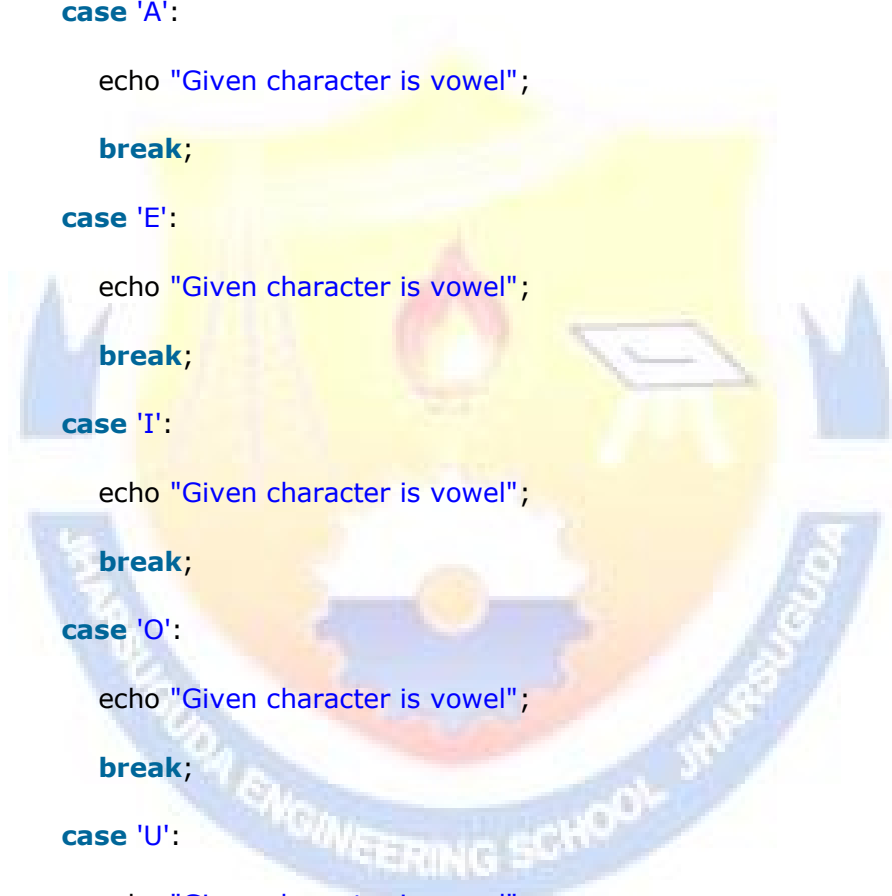 case 'A':
echo "Given character is vowel";
break;
case 'E':
echo "Given character is vowel";
break;
case 'I':
echo "Given character is vowel";
break;
case 'O':
echo "Given character is vowel";
break;
case 'U':
JHARSUGUDA ENGINEERING SCHOOL JHARSUGUDA